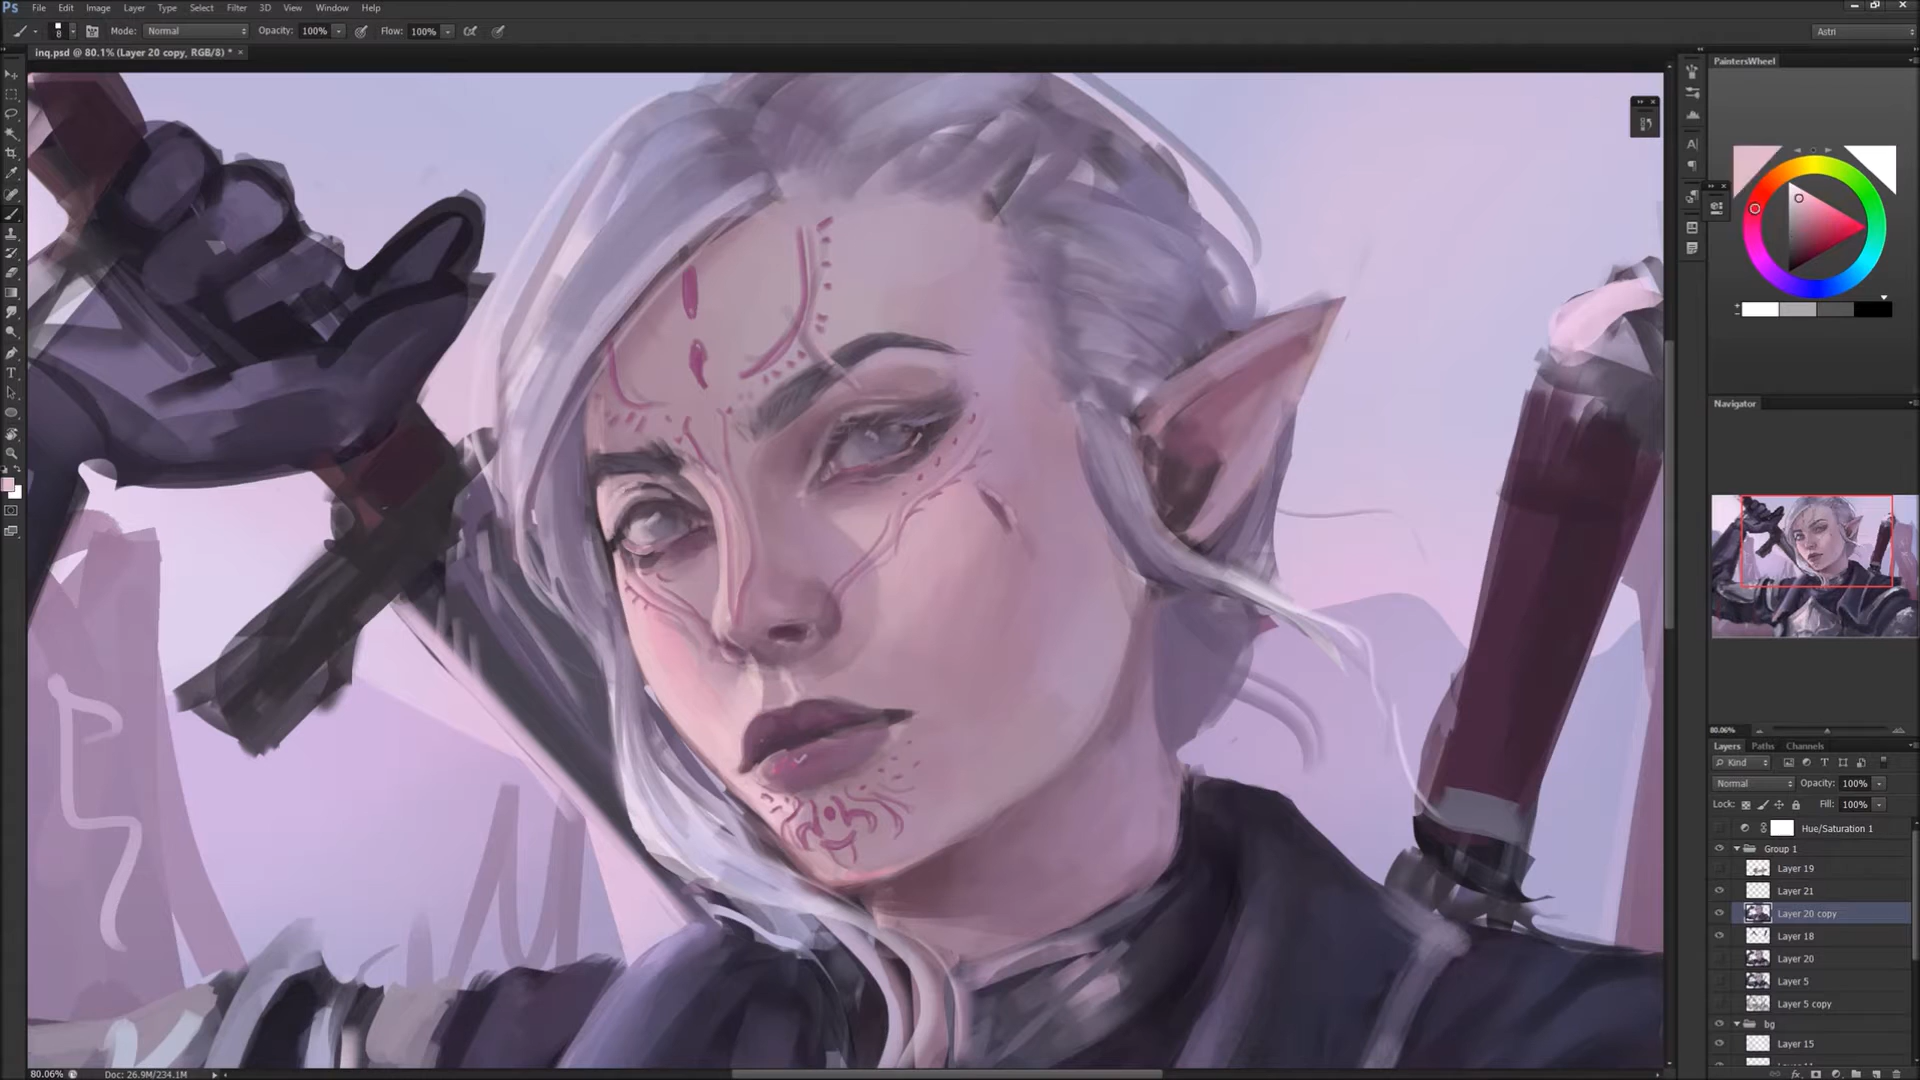 Ps File Edit Image Layer Type Select Filter 3D View Window Help
8 Mode: Normal Opacity: 100% Flow: 100% Astri
inq.psd @ 80.1% (Layer 20 copy, RGB/8) * ×
PaintersWheel
Navigator
80.06%
Layers Paths Channels
Kind
Normal Opacity: 100%
Lock: Fill: 100%
Hue/Saturation 1
Group 1
Layer 19
Layer 21
Layer 20 copy
Layer 18
Layer 20
Layer 5
Layer 5 copy
bg
Layer 15
80.06% Doc: 26.9M/234.1M